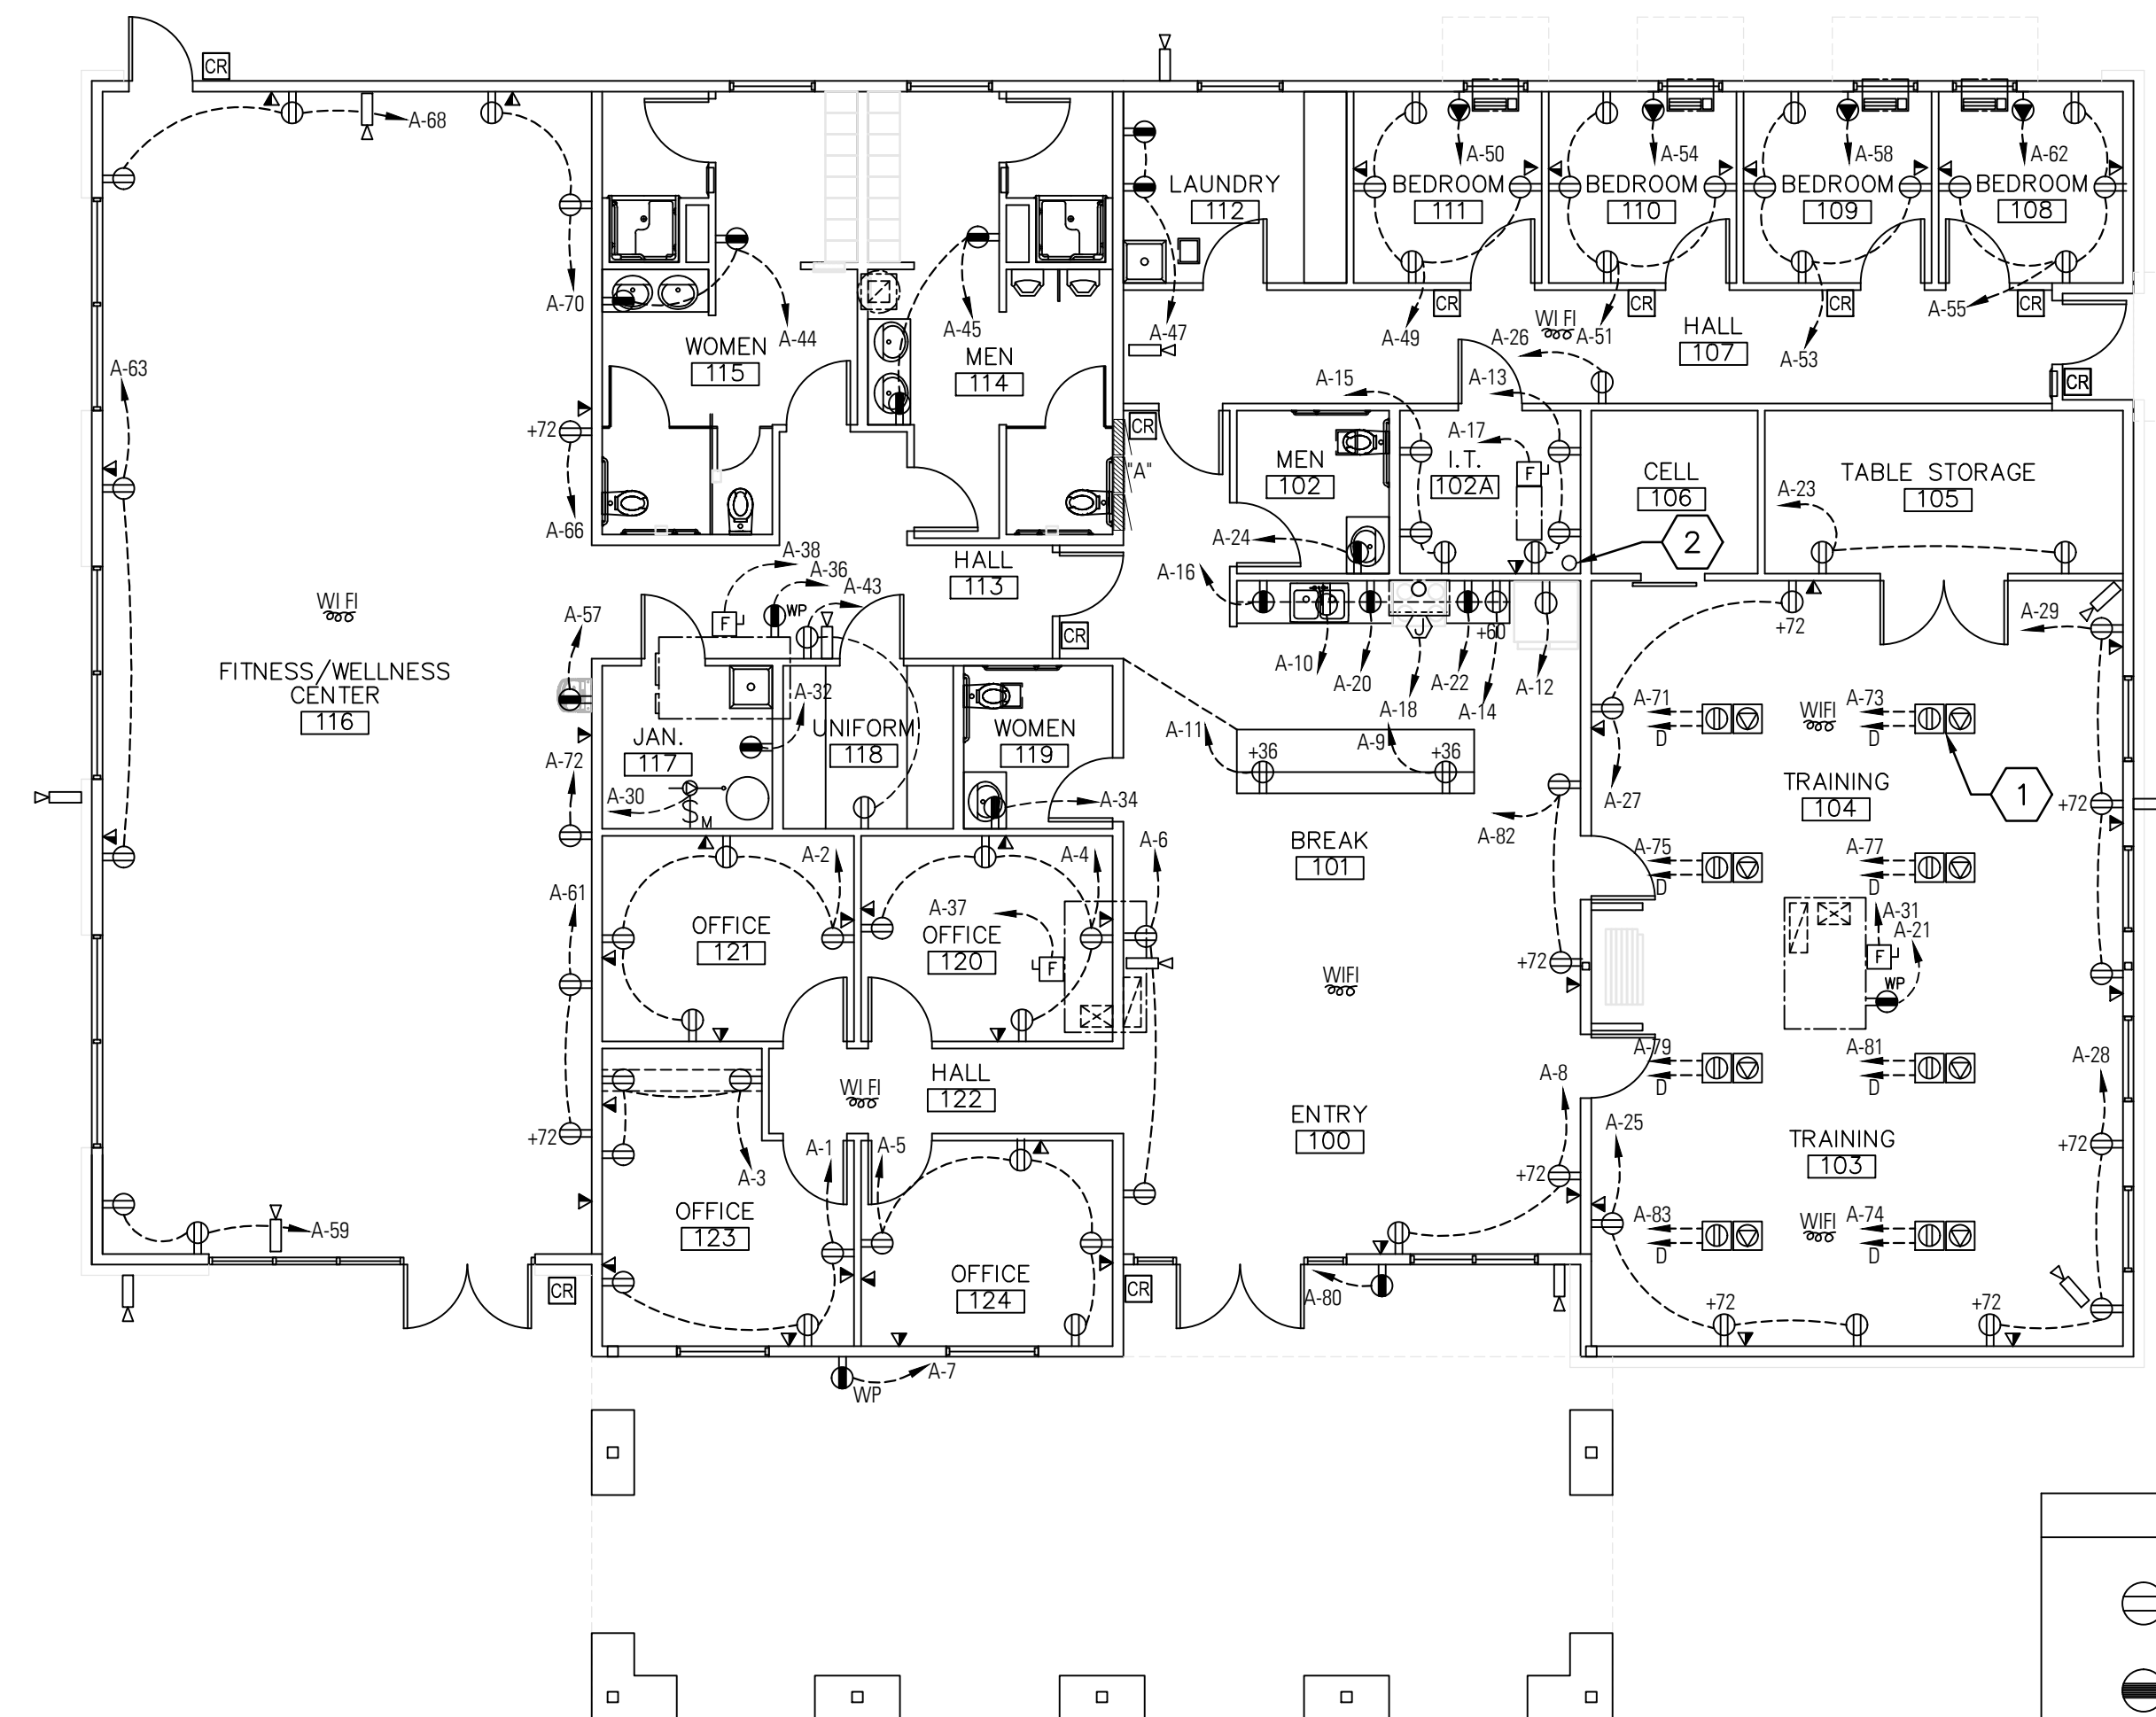 CR
A-68
A-50
A-54
A-58
A-62
LAUNDRY
112
BEDROOM
111
BEDROOM
110
BEDROOM
109
BEDROOM
108
A-70
A-44
A-45
A-47
CR
CR
CR
CR
A-49
A-26
WI FI
A-51
A-53
A-55
HALL
107
WOMEN
115
MEN
114
A-63
A-15
A-13
CR
+72
CR
A-17
"A"
MEN
102
I.T.
102A
F
CELL
106
TABLE STORAGE
105
A-23
A-66
A-24
2
A-38
A-36
A-43
HALL
113
A-16
WI FI
A-57
WP
F
CR
+60
+72
A-29
J
A-10
A-20
A-22
A-12
FITNESS/WELLNESS
CENTER
116
A-32
A-18
A-14
A-71
D
WIFI
A-73
D
JAN.
117
UNIFORM
118
WOMEN
119
A-11
+36
A-9
+36
A-72
A-30
S
M
A-34
A-27
TRAINING
104
1
+72
A-82
A-2
A-4
A-6
BREAK
101
A-75
D
A-77
D
A-61
OFFICE
121
A-37
OFFICE
120
F
+72
WIFI
A-31
A-21
F
WP
A-79
D
A-81
D
A-28
WI FI
HALL
122
A-8
ENTRY
100
A-25
+72
A-1
A-5
A-3
TRAINING
103
+72
+72
OFFICE
123
A-59
A-83
D
WIFI
A-74
D
OFFICE
124
CR
CR
A-80
+72
+72
A-7
WP